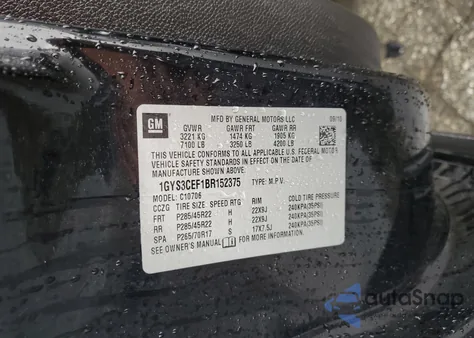 GM
MFD BY GENERAL MOTORS LLC
GVWR GAWR FRT GAWR RR
3221 KG 1474 KG 1905 KG
7100 LB 3250 LB 4200 LB
THIS VEHICLE CONFORMS TO ALL APPLICABLE U.S. FEDERAL MOTOR
VEHICLE SAFETY STANDARDS IN EFFECT ON THE DATE OF
MANUFACTURE SHOWN ABOVE.
1GYS3CEF1BR152375 TYPE: M.P.V.
MODEL: C10706
CCZG TIRE SIZE SPEED RTG RIM COLD TIRE PRESSURE
FRT P285/45R22 H 22X9J 240KPA(35PSI)
RR P285/45R22 H 22X9J 240KPA(35PSI)
SPA P265/70R17 S 17X7.5J 240KPA(35PSI)
SEE OWNER'S MANUAL FOR MORE INFORMATION.
autoSnap